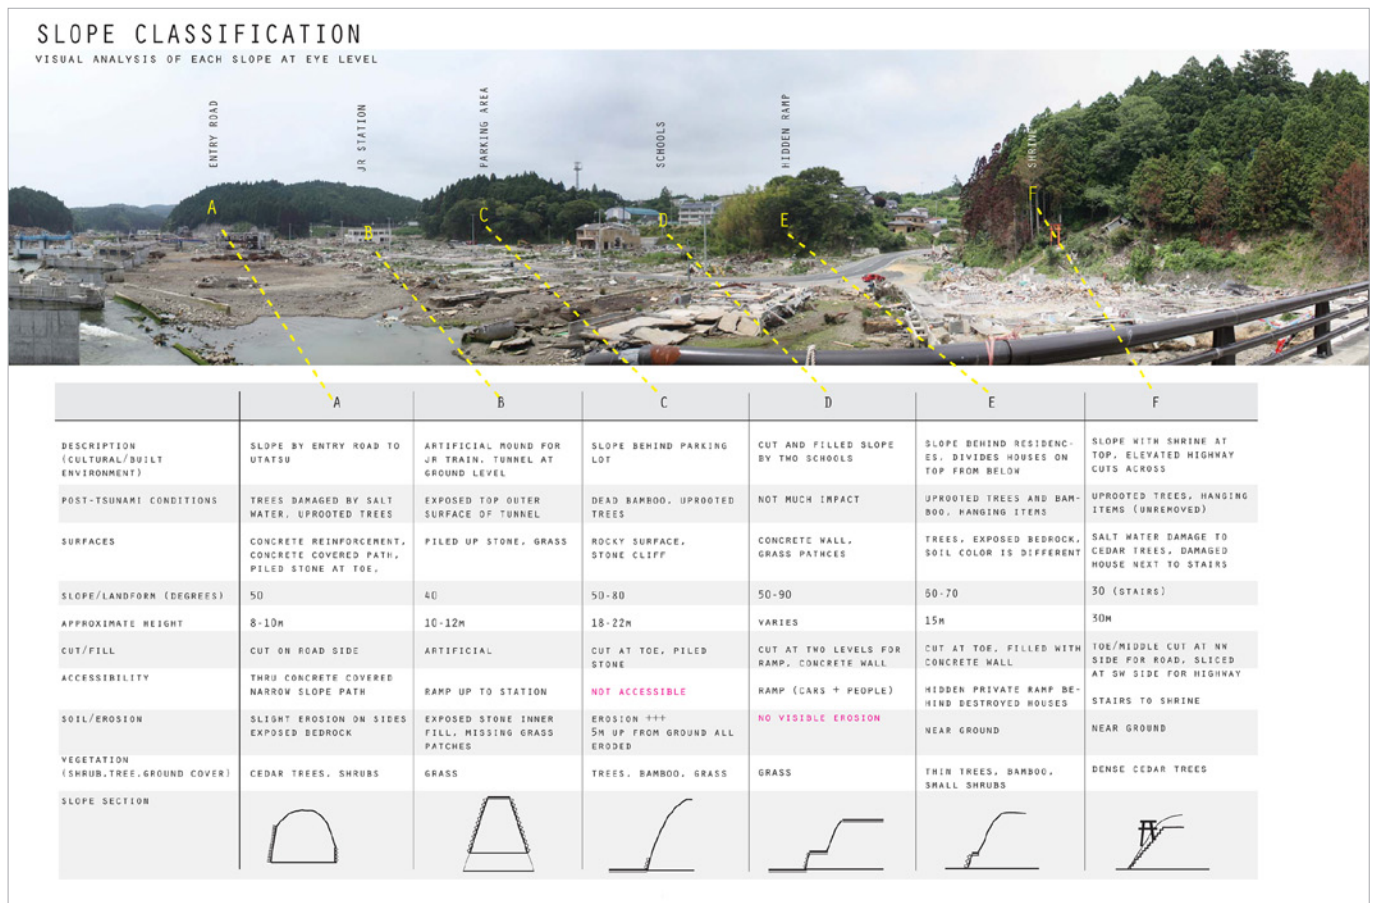 SLOPE CLASSIFICATION
VISUAL ANALYSIS OF EACH SLOPE AT EYE LEVEL
ENTRY ROAD
JR STATION
PARKING AREA
SCHOOLS
HIDDEN RAMP
SHRINE
A
B
C
D
E
F
A B C D E F
DESCRIPTION
(CULTURAL/BUILT
ENVIRONMENT)
SLOPE BY ENTRY ROAD TO
UTATSU
ARTIFICIAL MOUND FOR
JR TRAIN, TUNNEL AT
GROUND LEVEL
SLOPE BEHIND PARKING
LOT
CUT AND FILLED SLOPE
BY TWO SCHOOLS
SLOPE BEHIND RESIDENC-
ES, DIVIDES HOUSES ON
TOP FROM BELOW
SLOPE WITH SHRINE AT
TOP, ELEVATED HIGHWAY
CUTS ACROSS
POST-TSUNAMI CONDITIONS
TREES DAMAGED BY SALT
WATER, UPROOTED TREES
EXPOSED TOP OUTER
SURFACE OF TUNNEL
DEAD BAMBOO, UPROOTED
TREES
NOT MUCH IMPACT
UPROOTED TREES AND BAM-
BOO, HANGING ITEMS
UPROOTED TREES, HANGING
ITEMS (UNREMOVED)
SURFACES
CONCRETE REINFORCEMENT,
CONCRETE COVERED PATH,
PILED STONE AT TOE,
PILED UP STONE, GRASS
ROCKY SURFACE,
STONE CLIFF
CONCRETE WALL,
GRASS PATHCES
TREES, EXPOSED BEDROCK,
SOIL COLOR IS DIFFERENT
SALT WATER DAMAGE TO
CEDAR TREES, DAMAGED
HOUSE NEXT TO STAIRS
SLOPE/LANDFORM (DEGREES)
50
40
50-80
50-90
60-70
30 (STAIRS)
APPROXIMATE HEIGHT
8-10M
10-12M
18-22M
VARIES
15M
30M
CUT/FILL
CUT ON ROAD SIDE
ARTIFICIAL
CUT AT TOE, PILED
STONE
CUT AT TWO LEVELS FOR
RAMP, CONCRETE WALL
CUT AT TOE, FILLED WITH
CONCRETE WALL
TOE/MIDDLE CUT AT NW
SIDE FOR ROAD, SLICED
AT SW SIDE FOR HIGHWAY
ACCESSIBILITY
THRU CONCRETE COVERED
NARROW SLOPE PATH
RAMP UP TO STATION
NOT ACCESSIBLE
RAMP (CARS + PEOPLE)
HIDDEN PRIVATE RAMP BE-
HIND DESTROYED HOUSES
STAIRS TO SHRINE
SOIL/EROSION
SLIGHT EROSION ON SIDES
EXPOSED BEDROCK
EXPOSED STONE INNER
FILL, MISSING GRASS
PATCHES
EROSION +++
5M UP FROM GROUND ALL
ERODED
NO VISIBLE EROSION
NEAR GROUND
NEAR GROUND
VEGETATION
(SHRUB,TREE,GROUND COVER)
CEDAR TREES, SHRUBS
GRASS
TREES, BAMBOO, GRASS
GRASS
THIN TREES, BAMBOO,
SMALL SHRUBS
DENSE CEDAR TREES
SLOPE SECTION